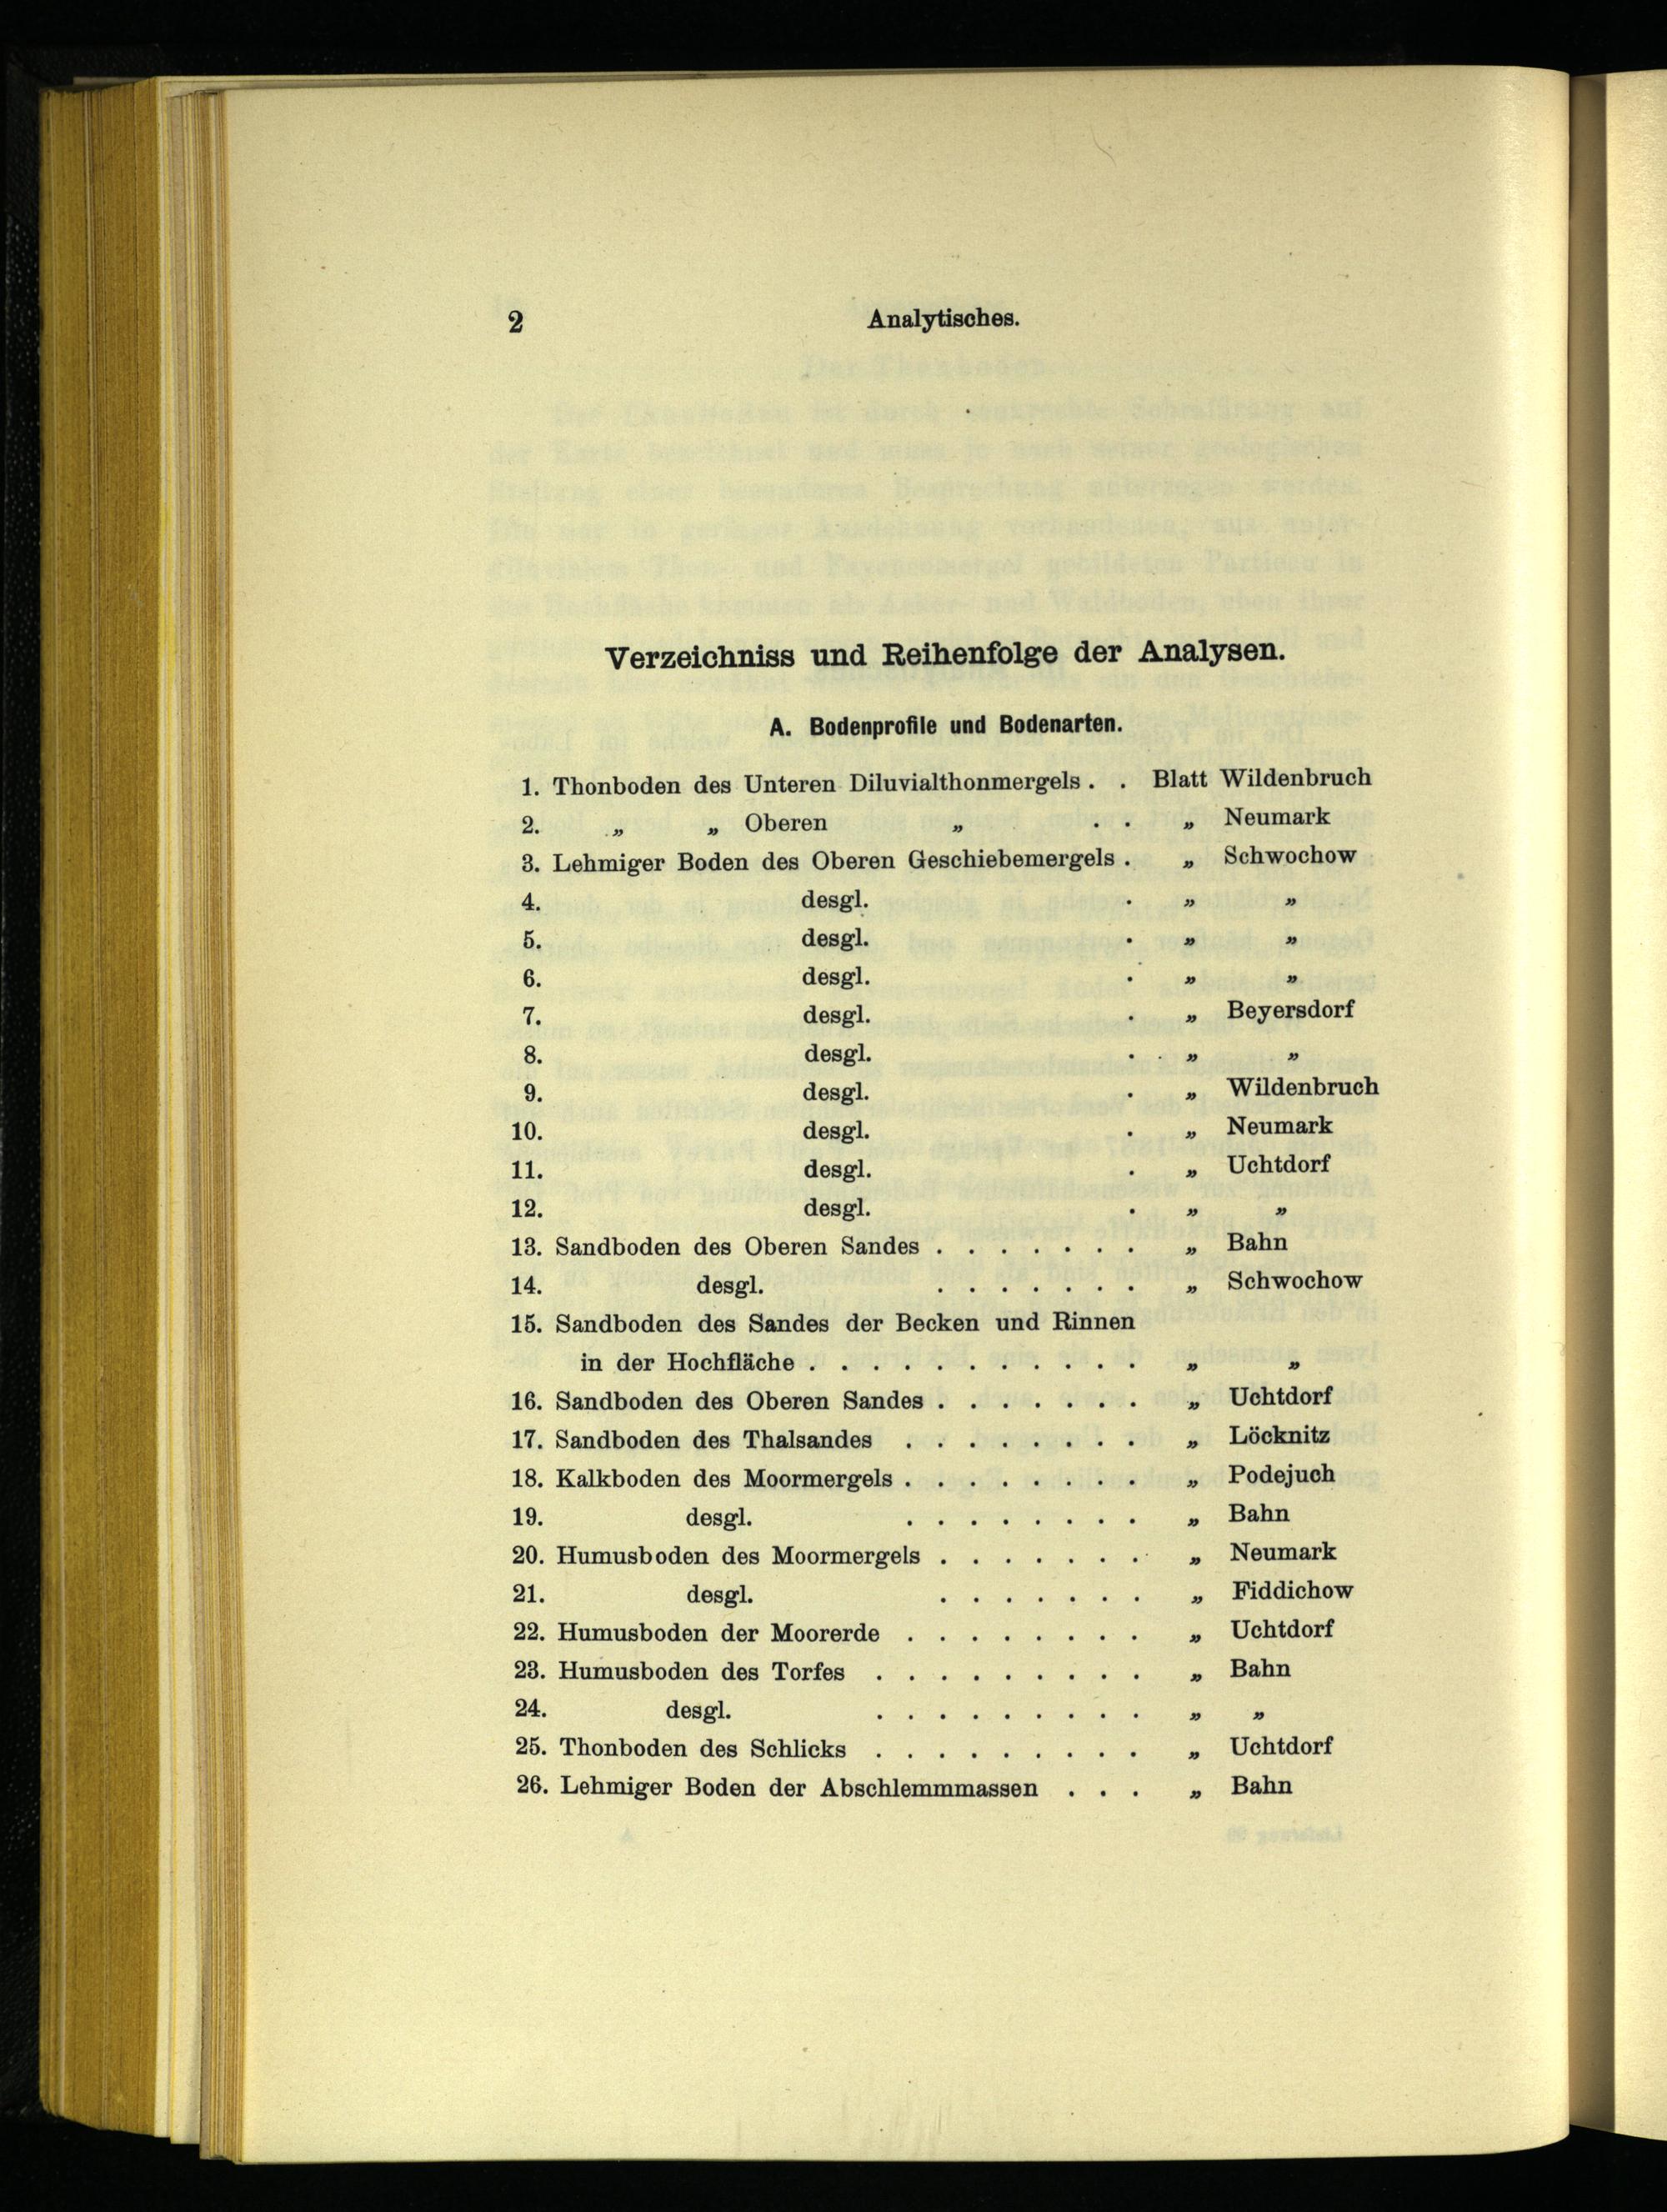 2 Analytisches.
Verzeichniss und Reihenfolge der Analysen.
A. Bodenprofile und Bodenarten.
1. Thonboden des Unteren Diluvialthonmergels . . Blatt Wildenbruch
2. „ „ Oberen „ . . „ Neumark
3. Lehmiger Boden des Oberen Geschiebemergels . „ Schwochow
4. desgl. . „ „
5. desgl. . „ „
6. desgl. . „ „
7. desgl. . „ Beyersdorf
8. desgl. . „ „
9. desgl. . „ Wildenbruch
10. desgl. . „ Neumark
11. desgl. . „ Uchtdorf
12. desgl. . „ „
13. Sandboden des Oberen Sandes . . . . . . . „ Bahn
14. desgl. . . . . . . . „ Schwochow
15. Sandboden des Sandes der Becken und Rinnen
in der Hochfläche . . . . . . . . . . . „ „
16. Sandboden des Oberen Sandes . . . . . . . „ Uchtdorf
17. Sandboden des Thalsandes . . . . . . . . „ Löcknitz
18. Kalkboden des Moormergels . . . . . . . . „ Podejuch
19. desgl. . . . . . . . . „ Bahn
20. Humusboden des Moormergels . . . . . . . „ Neumark
21. desgl. . . . . . . . „ Fiddichow
22. Humusboden der Moorerde . . . . . . . . „ Uchtdorf
23. Humusboden des Torfes . . . . . . . . . „ Bahn
24. desgl. . . . . . . . . . „ „
25. Thonboden des Schlicks . . . . . . . . . „ Uchtdorf
26. Lehmiger Boden der Abschlemmmassen . . . „ Bahn